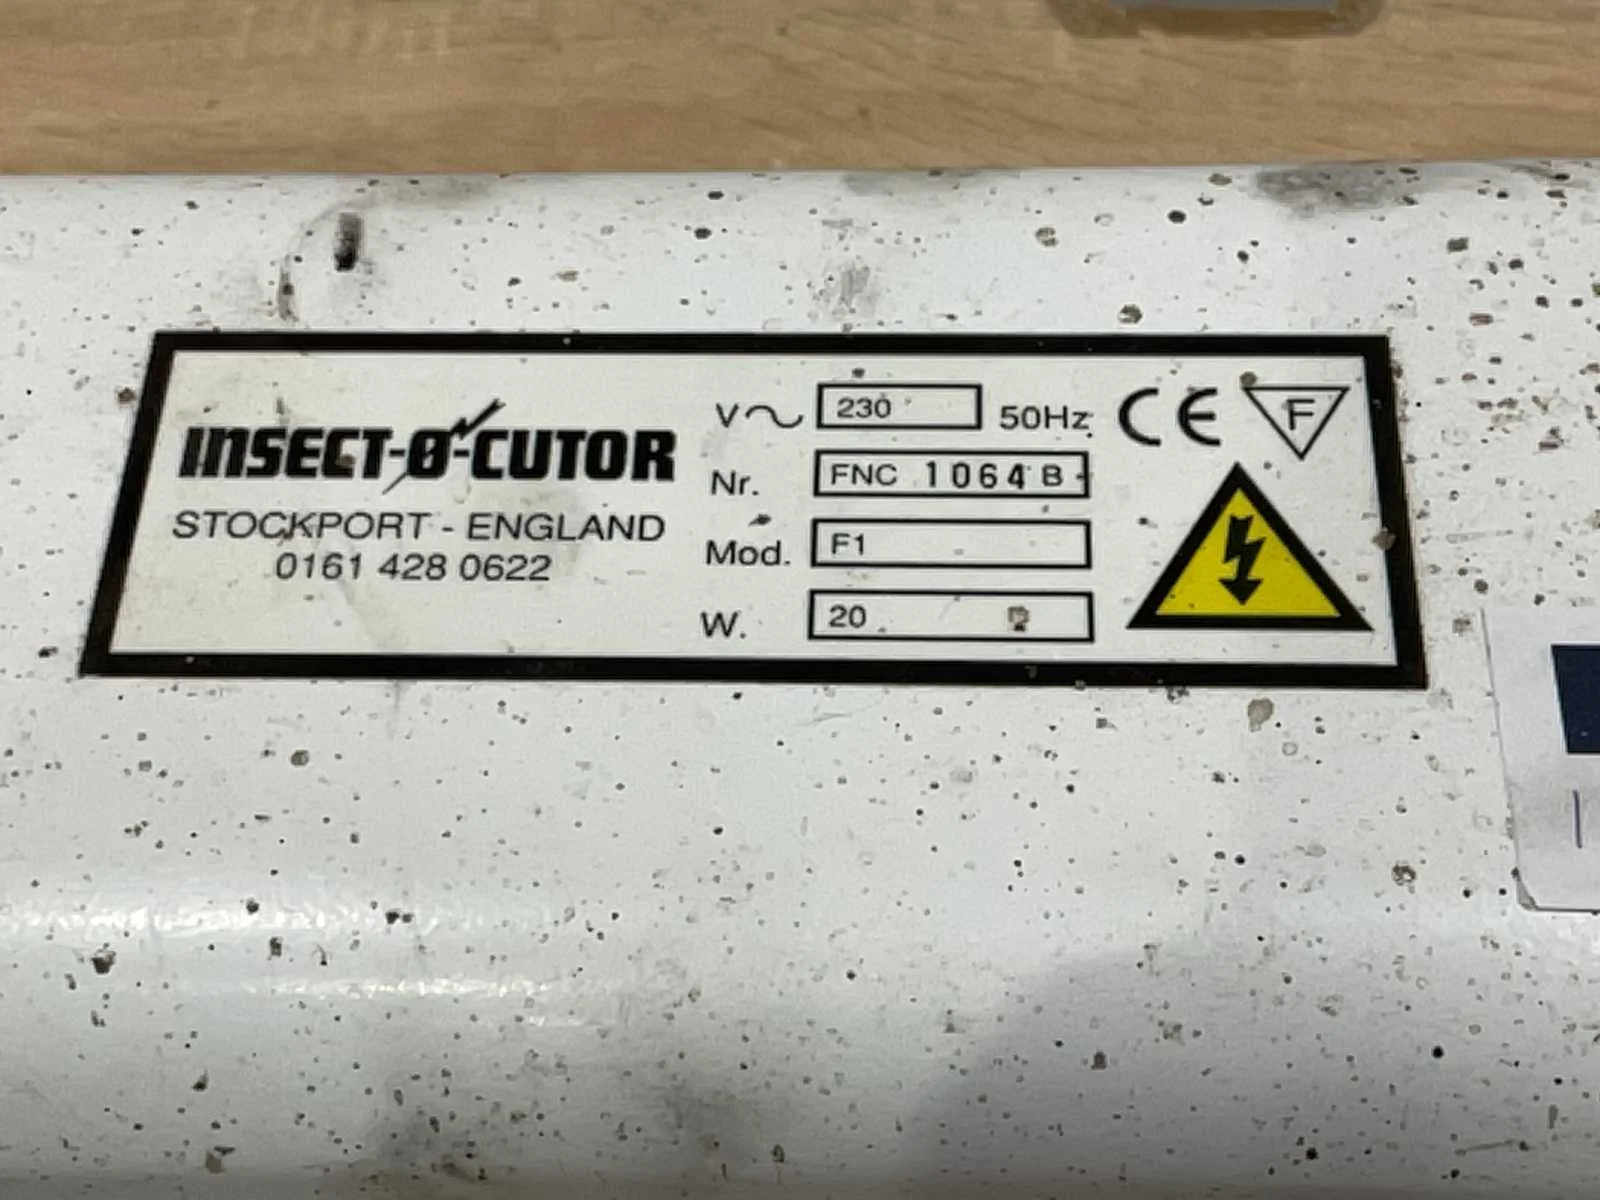 INSECT-O-CUTOR
STOCKPORT - ENGLAND
0161 428 0622
V~ 230 50Hz CE F
Nr. FNC 1064 B
Mod. F1
W. 20